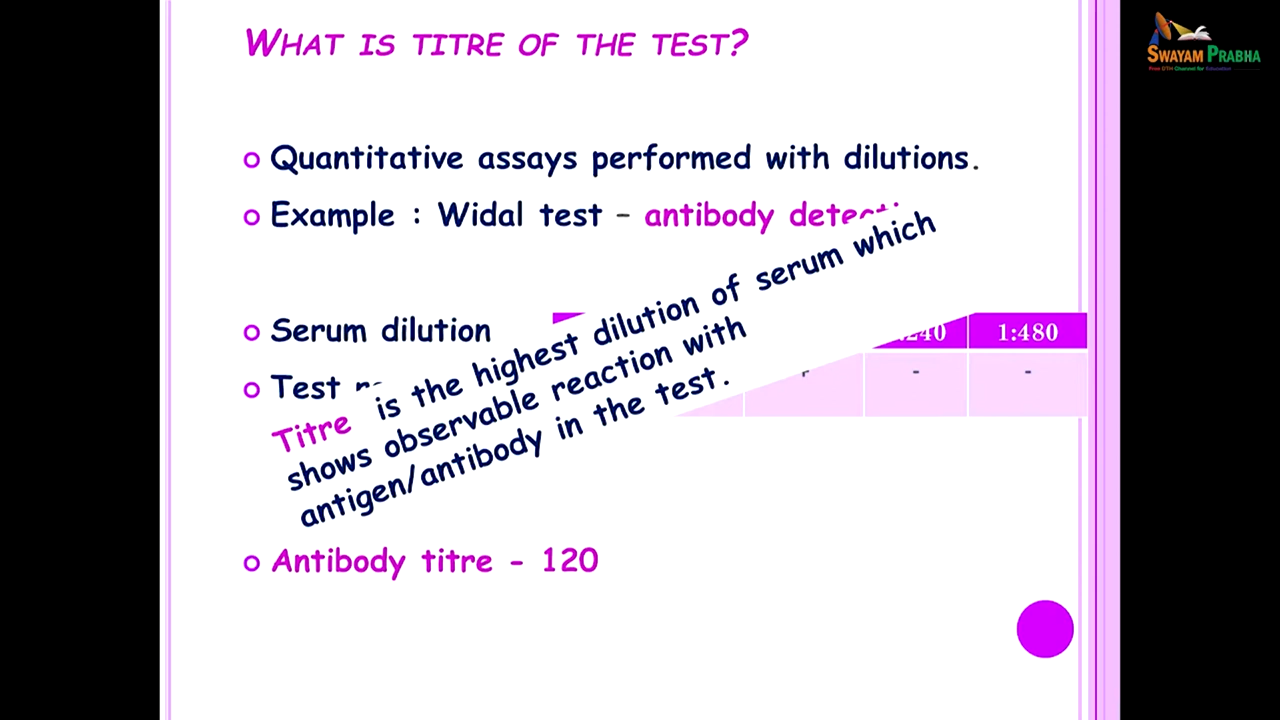 WHAT IS TITRE OF THE TEST?
SWAYAM PRABHA
Quantitative assays performed with dilutions.
Example : Widal test – antibody
Serum dilution
1:480
Test
- -
Titre is the highest dilution of serum which
shows observable reaction with
antigen/antibody in the test.
Antibody titre - 120